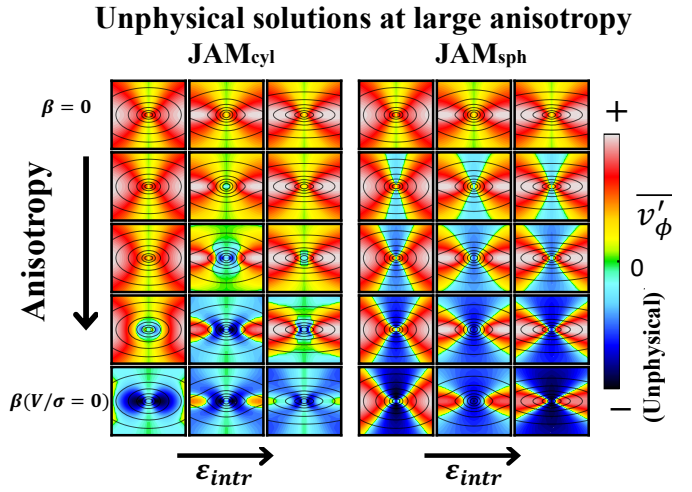 Unphysical solutions at large anisotropy
JAMcyl JAMsph
β = 0
Anisotropy
β(V/σ = 0)
εintr εintr
+
v′ϕ
0
(Unphysical)
−